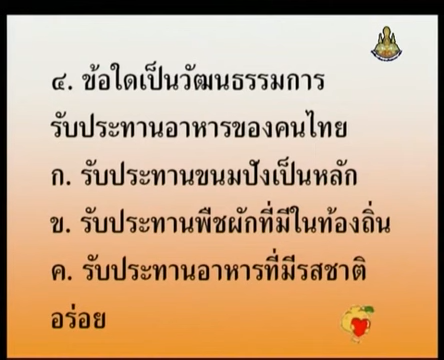 ๔. ข้อใดเป็นวัฒนธรรมการ
รับประทานอาหารของคนไทย
ก. รับประทานขนมปังเป็นหลัก
ข. รับประทานพืชผักที่มีในท้องถิ่น
ค. รับประทานอาหารที่มีรสชาติ
อร่อย